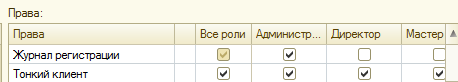 Права:
Права Все роли Администр... Директор Мастер
Журнал регистрации
Тонкий клиент